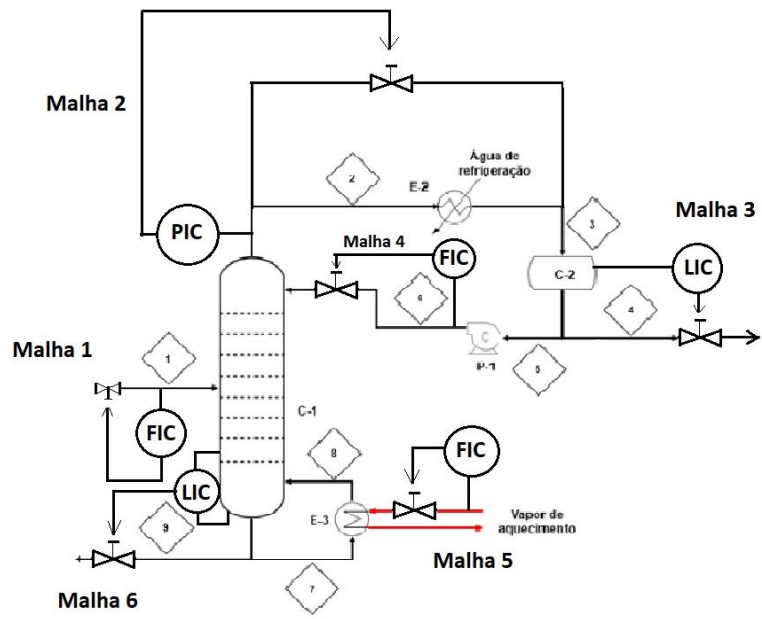 Malha 2
Água de
refrigeração
2
E-2
3
Malha 3
PIC
Malha 4
FIC
C-2
LIC
6
4
C
P-1
5
Malha 1
1
C-1
FIC
8
FIC
LIC
E-3
Vapor de
aquecimento
9
Malha 5
7
Malha 6